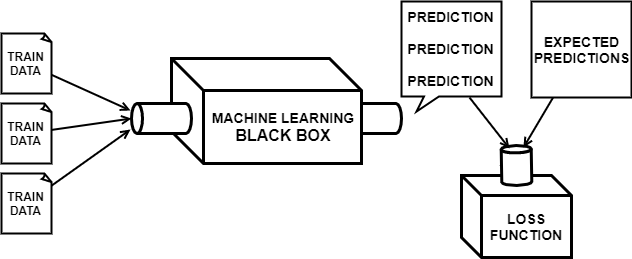 TRAIN
DATA
TRAIN
DATA
TRAIN
DATA
MACHINE LEARNING
BLACK BOX
PREDICTION
PREDICTION
PREDICTION
EXPECTED
PREDICTIONS
LOSS
FUNCTION